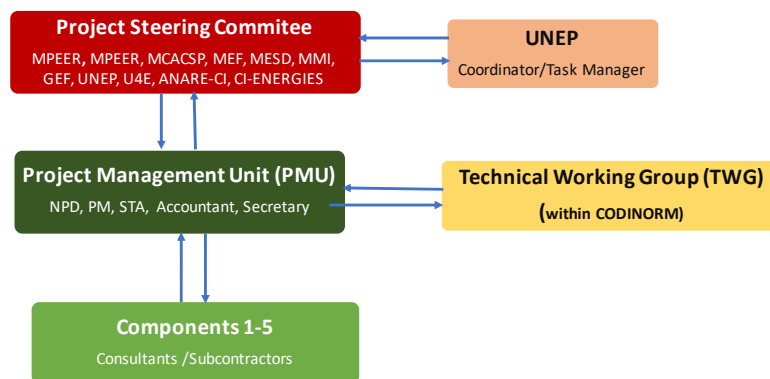 Project Steering Commitee
MPEER, MPEER, MCACSP, MEF, MESD, MMI,
GEF, UNEP, U4E, ANARE-CI, CI-ENERGIES
UNEP
Coordinator/Task Manager
Project Management Unit (PMU)
NPD, PM, STA, Accountant, Secretary
Technical Working Group (TWG)
(within CODINORM)
Components 1-5
Consultants /Subcontractors